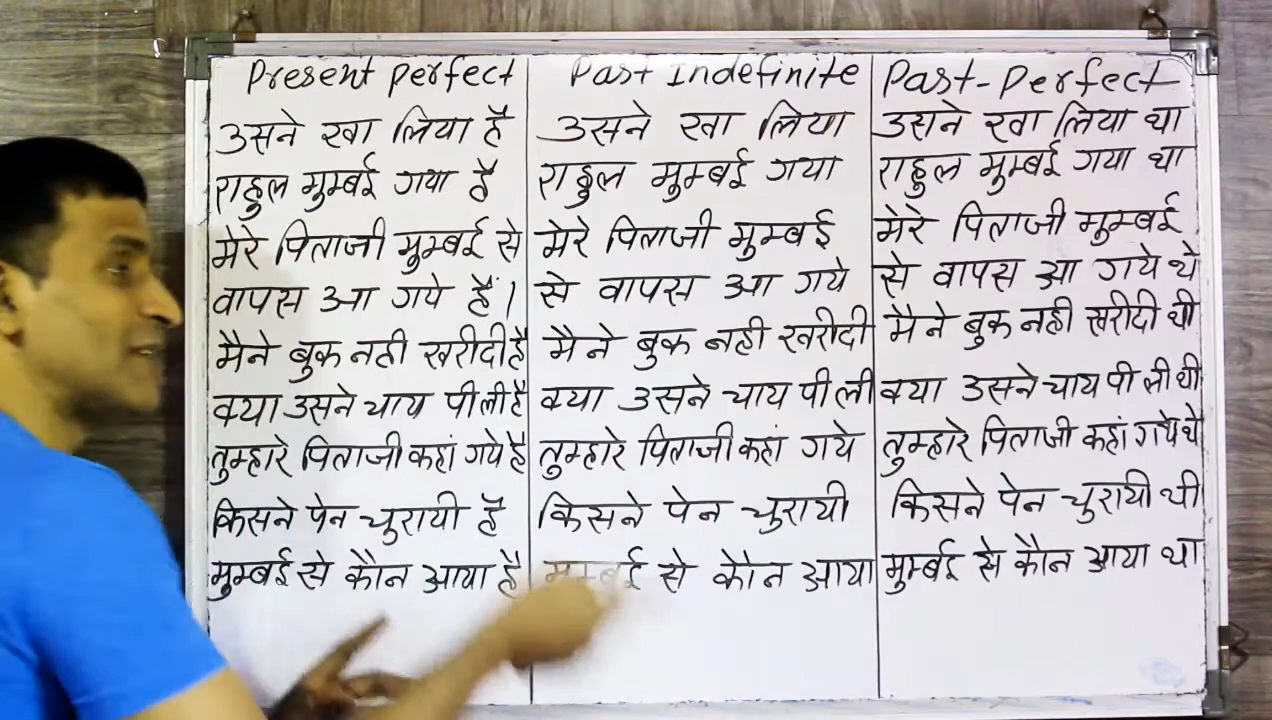 Present perfect
उसने खा लिया है
राहुल मुम्बई गया है
मेरे पिताजी मुम्बई से
वापस आ गये हैं।
मैने बुक नही खरीदी है
क्या उसने चाय पी ली है
तुम्हारे पिताजी कहां गये है
किसने पेन चुरायी है
मुम्बई से कौन आया है
Past Indefinite
उसने खा लिया
राहुल मुम्बई गया
मेरे पिताजी मुम्बई
से वापस आ गये
मैने बुक नही खरीदी
क्या उसने चाय पी ली
तुम्हारे पिताजी कहां गये
किसने पेन चुरायी
मुम्बई से कौन आया
Past-Perfect
उसने खा लिया था
राहुल मुम्बई गया था
मेरे पिताजी मुम्बई
से वापस आ गये थे
मैने बुक नही खरीदी थी
क्या उसने चाय पी ली थी
तुम्हारे पिताजी कहां गये थे
किसने पेन चुरायी थी
मुम्बई से कौन आया था